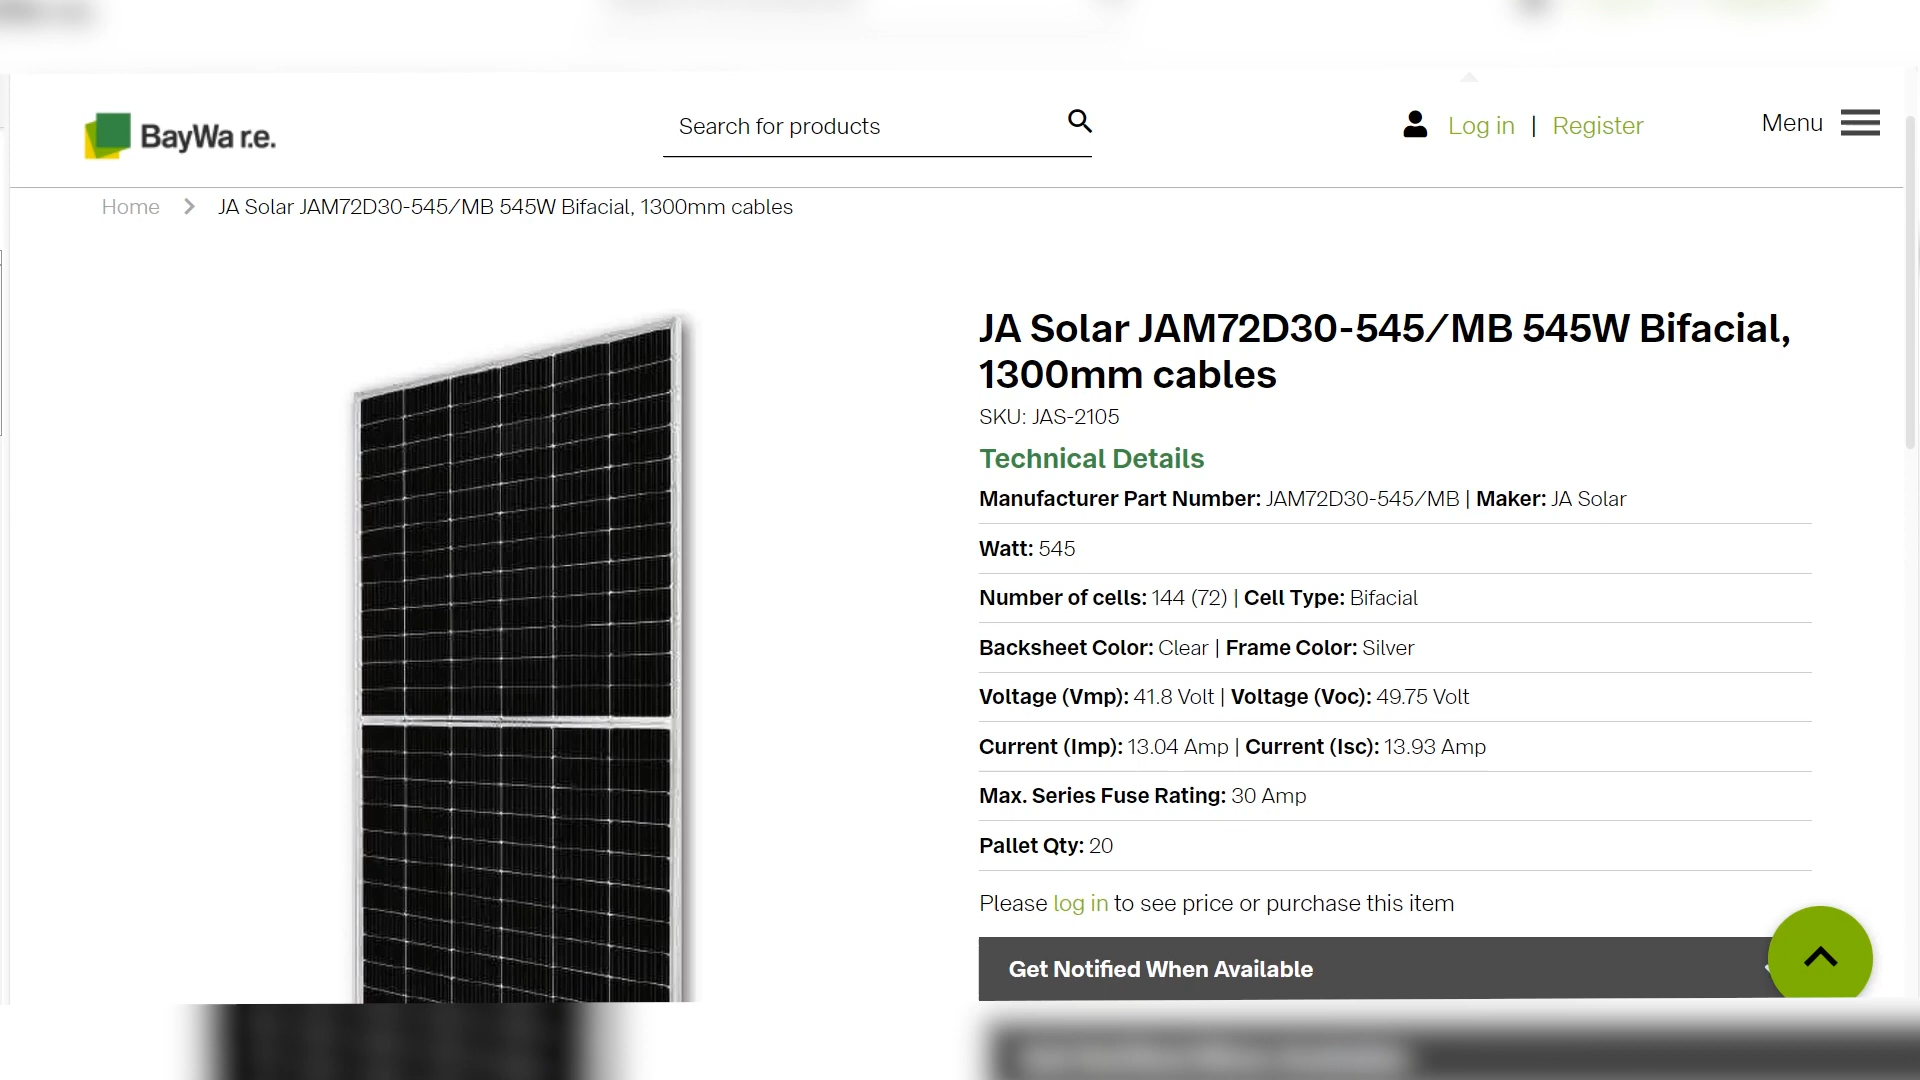 BayWa r.e.
Search for products
Log in | Register
Menu
Home > JA Solar JAM72D30-545/MB 545W Bifacial, 1300mm cables
JA Solar JAM72D30-545/MB 545W Bifacial,
1300mm cables
SKU: JAS-2105
Technical Details
Manufacturer Part Number: JAM72D30-545/MB | Maker: JA Solar
Watt: 545
Number of cells: 144 (72) | Cell Type: Bifacial
Backsheet Color: Clear | Frame Color: Silver
Voltage (Vmp): 41.8 Volt | Voltage (Voc): 49.75 Volt
Current (Imp): 13.04 Amp | Current (Isc): 13.93 Amp
Max. Series Fuse Rating: 30 Amp
Pallet Qty: 20
Please log in to see price or purchase this item
Get Notified When Available